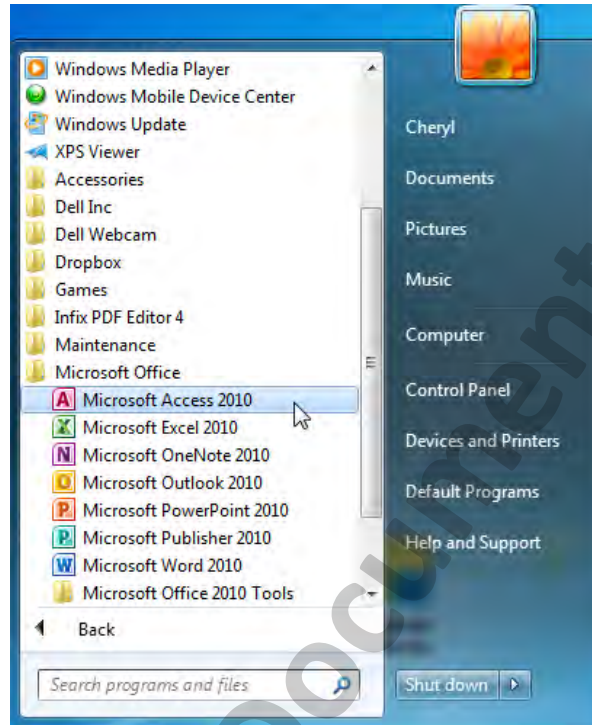 Windows Media Player
Windows Mobile Device Center
Windows Update
XPS Viewer
Accessories
Dell Inc
Dell Webcam
Dropbox
Games
Infix PDF Editor 4
Maintenance
Microsoft Office
Microsoft Access 2010
Microsoft Excel 2010
Microsoft OneNote 2010
Microsoft Outlook 2010
Microsoft PowerPoint 2010
Microsoft Publisher 2010
Microsoft Word 2010
Microsoft Office 2010 Tools
Back
Search programs and files
Cheryl
Documents
Pictures
Music
Computer
Control Panel
Devices and Printers
Default Programs
Help and Support
Shut down
ocument